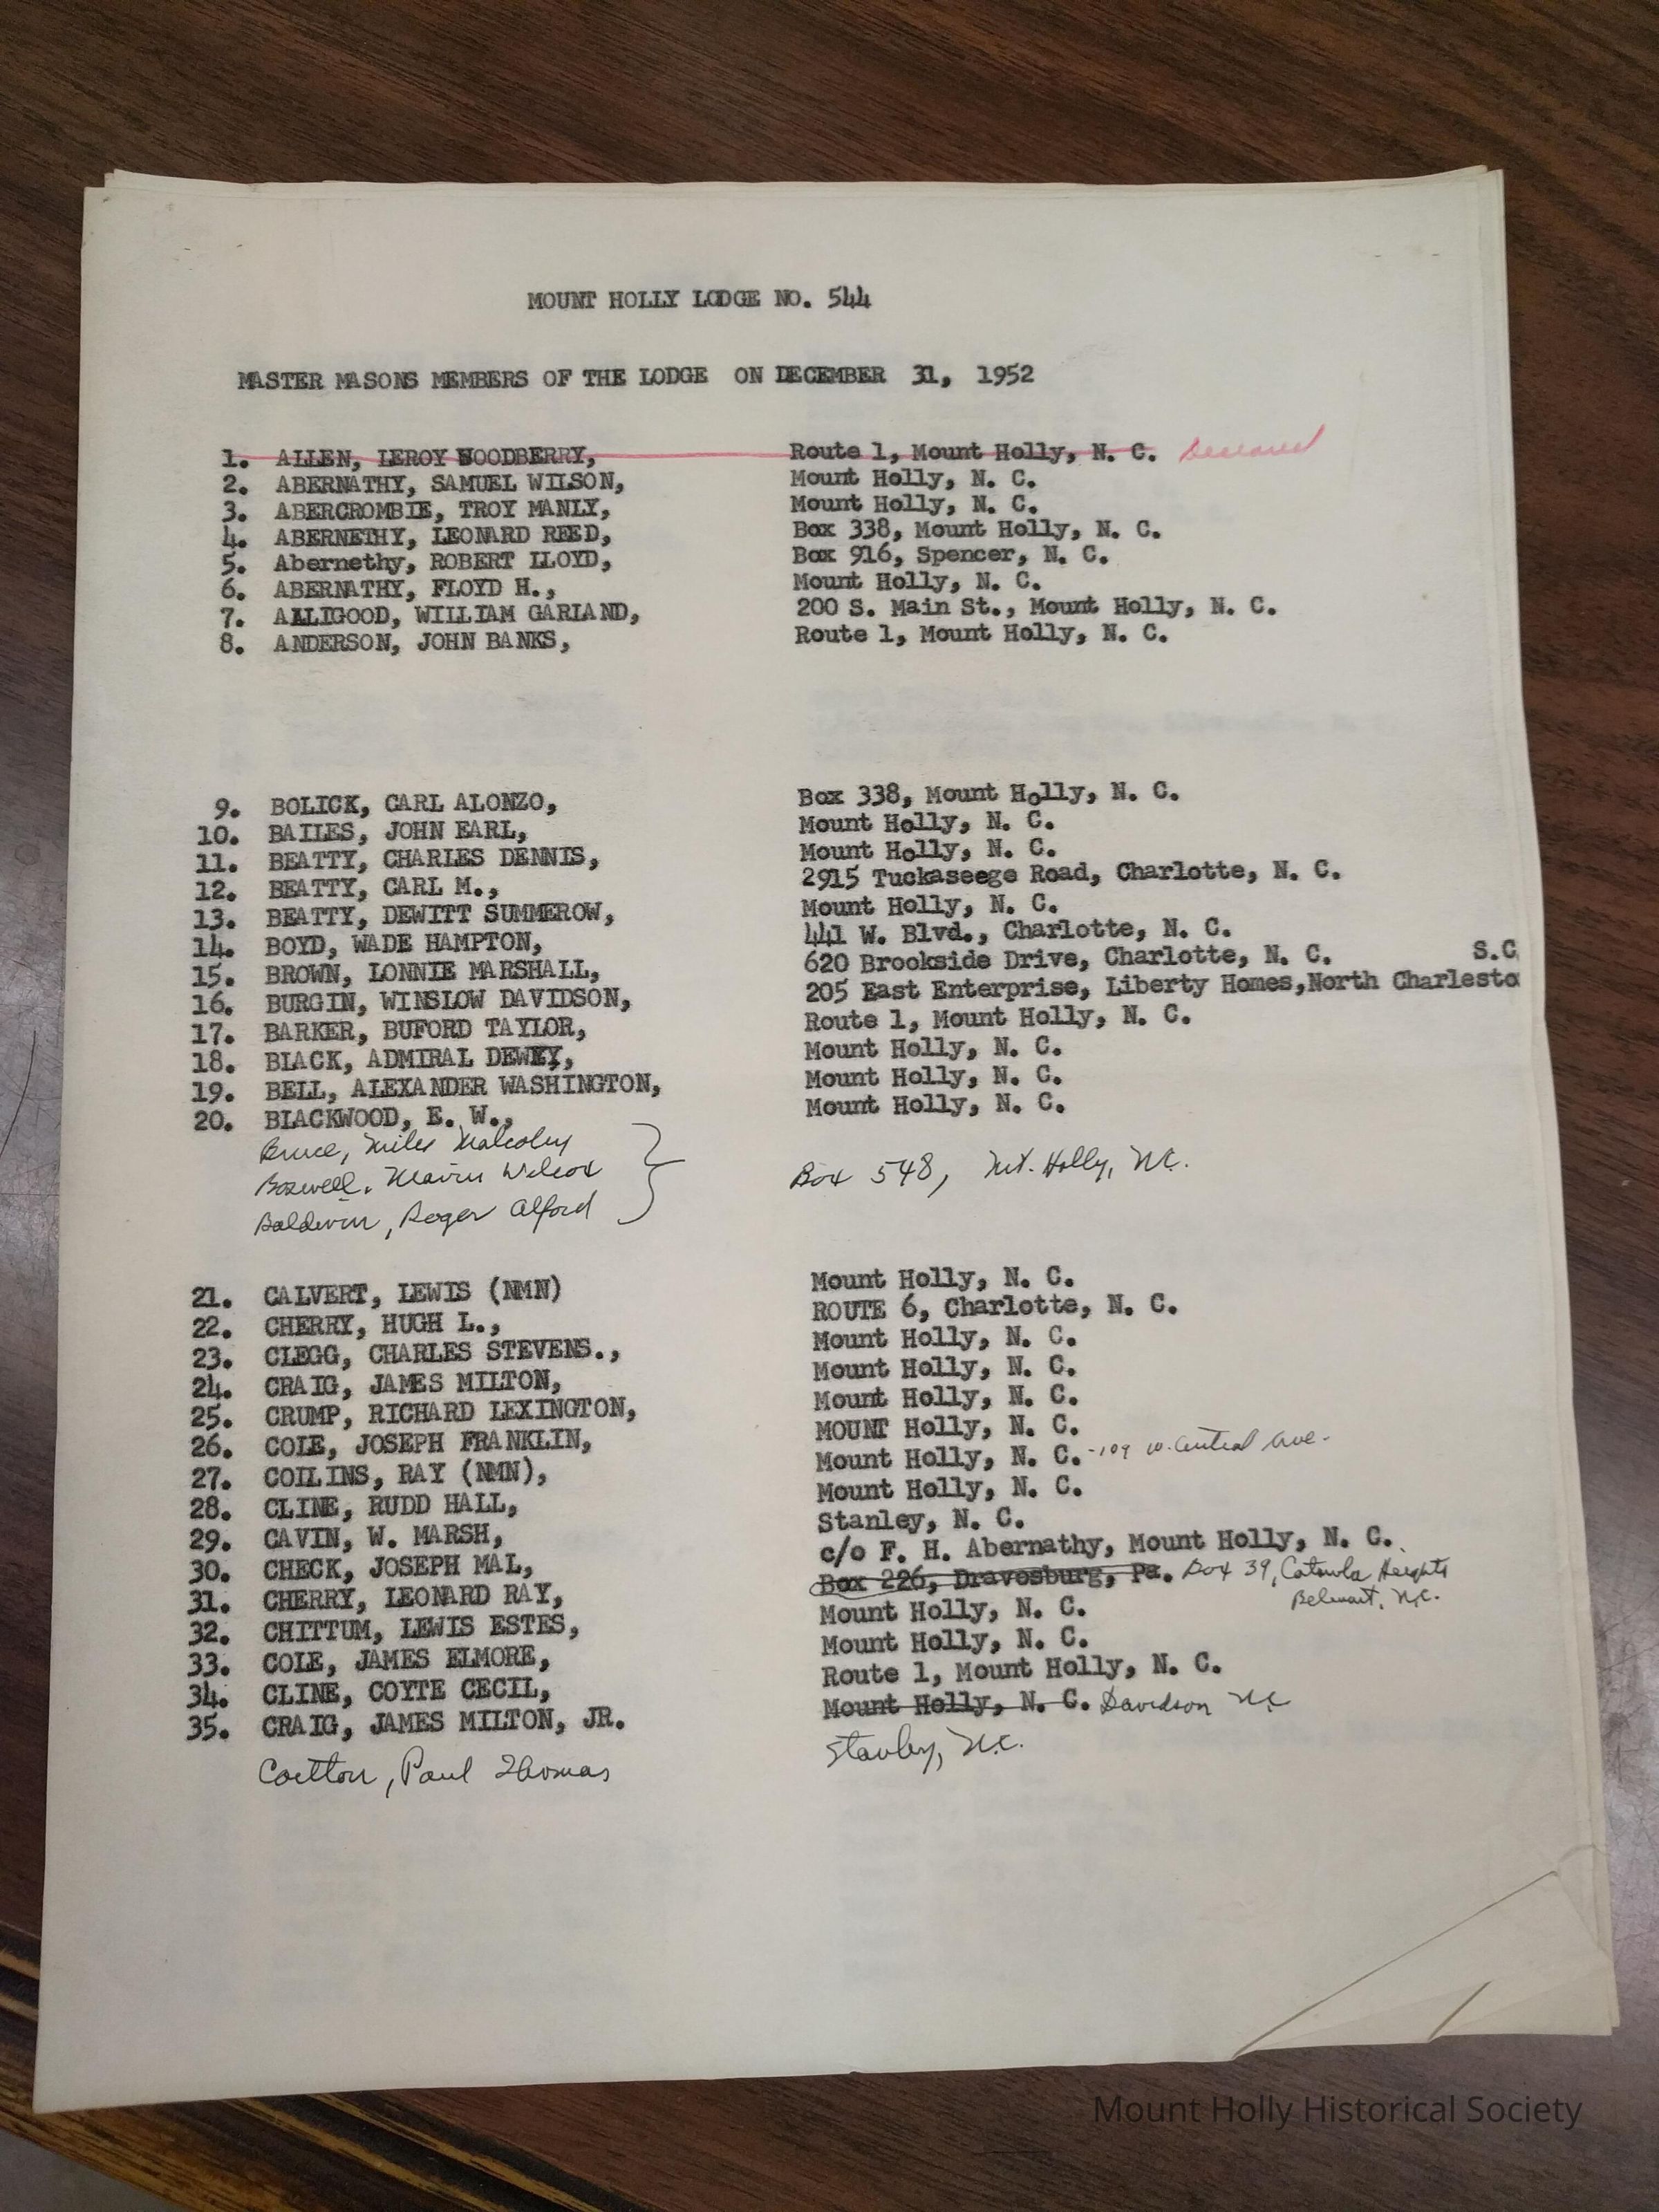 MOUNT HOLLY LODGE NO. 544
MASTER MASONS MEMBERS OF THE LODGE ON DECEMBER 31, 1952
1. ALLEN, LEROY WOODBERRY, Route 1, Mount Holly, N. C. Deceased
2. ABERNATHY, SAMUEL WILSON, Mount Holly, N. C.
3. ABERCROMBIE, TROY MANLY, Mount Holly, N. C.
4. ABERNETHY, LEONARD REED, Box 338, Mount Holly, N. C.
5. Abernethy, ROBERT LLOYD, Box 916, Spencer, N. C.
6. ABERNATHY, FLOYD H., Mount Holly, N. C.
7. AALIGOOD, WILLIAM GARLAND, 200 S. Main St., Mount Holly, N. C.
8. ANDERSON, JOHN BANKS, Route 1, Mount Holly, N. C.
9. BOLICK, CARL ALONZO, Box 338, Mount Holly, N. C.
10. BAILES, JOHN EARL, Mount Holly, N. C.
11. BEATTY, CHARLES DENNIS, Mount Holly, N. C.
12. BEATTY, CARL M., 2915 Tuckaseege Road, Charlotte, N. C.
13. BEATTY, DEWITT SUMMEROW, Mount Holly, N. C.
14. BOYD, WADE HAMPTON, 441 W. Blvd., Charlotte, N. C.
15. BROWN, LONNIE MARSHALL, 620 Brookside Drive, Charlotte, N. C. S.C.
16. BURGIN, WINSLOW DAVIDSON, 205 East Enterprise, Liberty Homes,North Charlesto
17. BARKER, BUFORD TAYLOR, Route 1, Mount Holly, N. C.
18. BLACK, ADMIRAL DEWEY, Mount Holly, N. C.
19. BELL, ALEXANDER WASHINGTON, Mount Holly, N. C.
20. BLACKWOOD, E. W., Mount Holly, N. C.
Bruce, Miles Malcolm
Boswell, Wilcox Box 548, Mt. Holly, N.C.
Baldwin, Roger Alford
21. CALVERT, LEWIS (NMN) Mount Holly, N. C.
22. CHERRY, HUGH L., ROUTE 6, Charlotte, N. C.
23. CLEGG, CHARLES STEVENS., Mount Holly, N. C.
24. CRAIG, JAMES MILTON, Mount Holly, N. C.
25. CRUMP, RICHARD LEXINGTON, Mount Holly, N. C.
26. COLE, JOSEPH FRANKLIN, MOUNT Holly, N. C.
27. COLLINS, RAY (NMN), Mount Holly, N. C. -109 W. Central Ave.
28. CLINE, RUDD HALL, Mount Holly, N. C.
29. CAVIN, W. MARSH, Stanley, N. C.
30. CHECK, JOSEPH MAL, c/o F. H. Abernathy, Mount Holly, N. C.
31. CHERRY, LEONARD RAY, Box 226, Dravosburg, Pa. Box 39, Catawba Heights
Belmont, N.C.
32. CHITTUM, LEWIS ESTES, Mount Holly, N. C.
33. COLE, JAMES ELMORE, Mount Holly, N. C.
34. CLINE, COYTE CECIL, Route 1, Mount Holly, N. C.
35. CRAIG, JAMES MILTON, JR. Mount Holly, N. C. Davidson N.C
Paul Thomas Stanley, N.C.
Mount Holly Historical Society